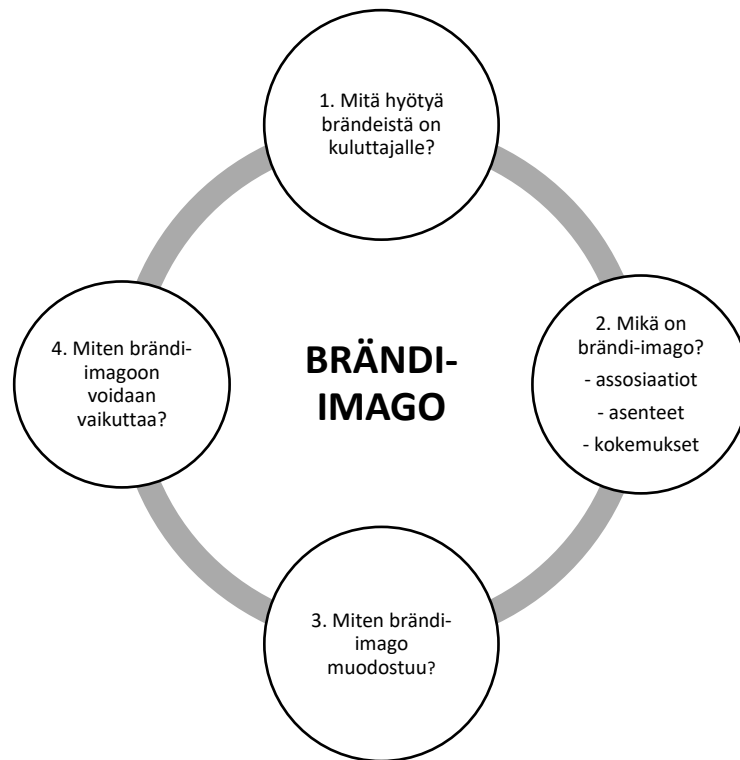 1. Mitä hyötyä
brändeistä on
kuluttajalle?
2. Mikä on
brändi-imago?
- assosiaatiot
- asenteet
- kokemukset
3. Miten brändi-
imago
muodostuu?
4. Miten brändi-
imagoon
voidaan
vaikuttaa?
BRÄNDI-
IMAGO